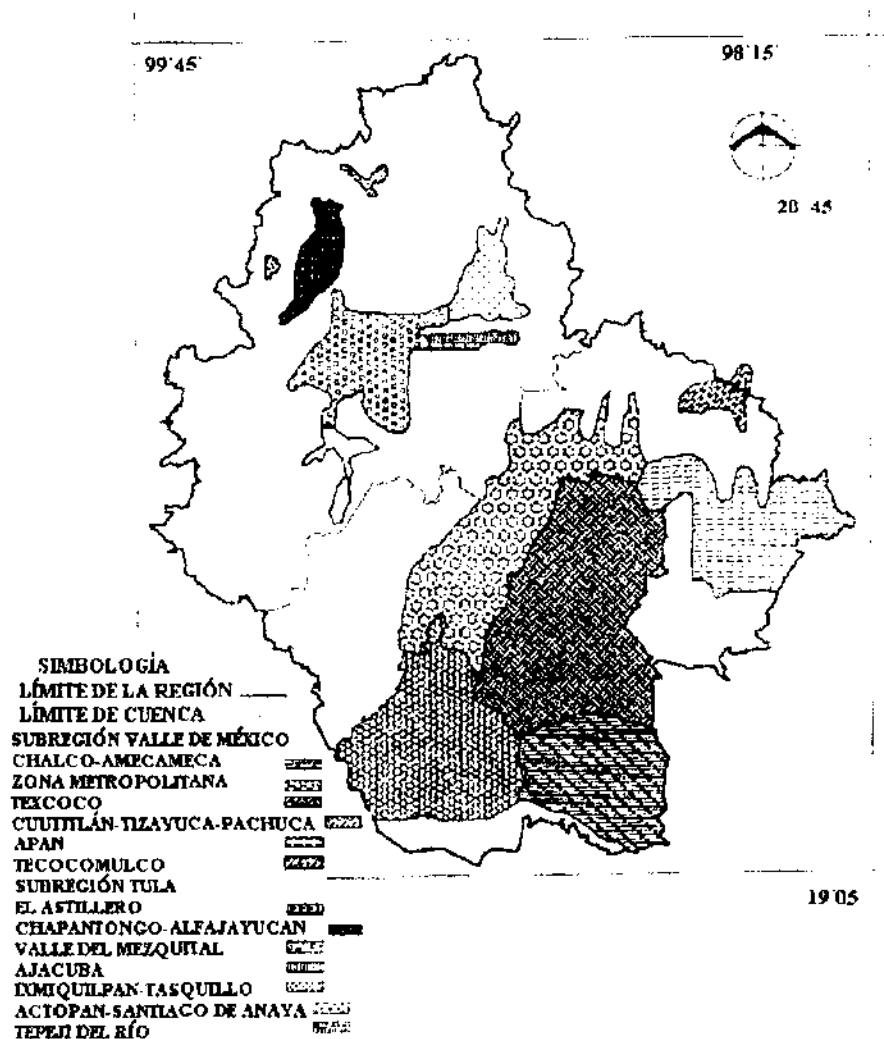 99°45'
98°15'
20 45
SIMBOLOGÍA
LÍMITE DE LA REGIÓN
LÍMITE DE CUENCA
SUBREGIÓN VALLE DE MÉXICO
CHALCO-AMECAMECA
ZONA METROPOLITANA
TEXCOCO
CUUTITLÁN-TIZAYUCA-PACHUCA
APAN
TECOCOMULCO
SUBREGIÓN TULA
EL ASTILLERO
CHAPANTONGO-ALFAJAYUCAN
VALLE DEL MEZQUITAL
AJACUBA
IXMIQUILPAN-TASQUILLO
ACTOPAN-SANTIAGO DE ANAYA
TEPEJI DEL RÍO
19°05